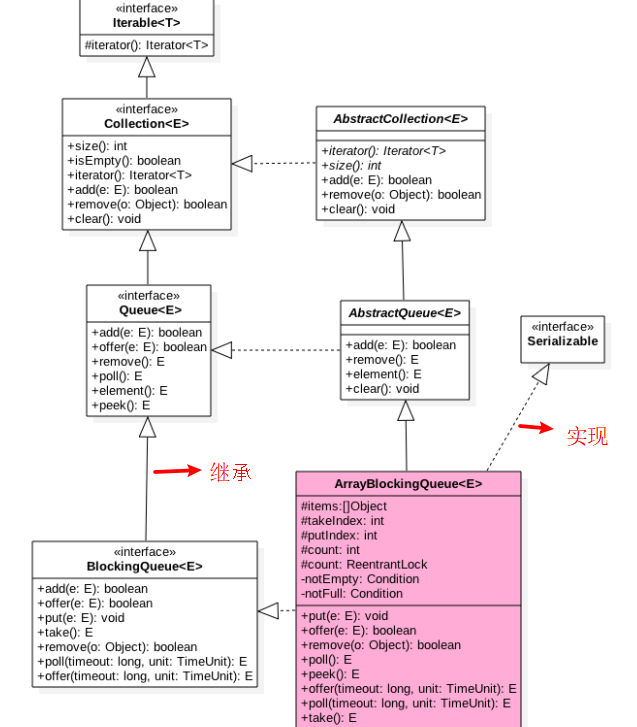 «interface»
Iterable<T>
#iterator(): Iterator<T>
«interface»
Collection<E>
+size(): int
+isEmpty(): boolean
+iterator(): Iterator<T>
+add(e: E): boolean
+remove(o: Object): boolean
+clear(): void
AbstractCollection<E>
+iterator(): Iterator<T>
+size(): int
+add(e: E): boolean
+remove(o: Object): boolean
+clear(): void
«interface»
Queue<E>
+add(e: E): boolean
+offer(e: E): boolean
+remove(): E
+poll(): E
+element(): E
+peek(): E
AbstractQueue<E>
+add(e: E): boolean
+remove(): E
+element(): E
+clear(): void
«interface»
Serializable
实现
继承
«interface»
BlockingQueue<E>
+add(e: E): boolean
+offer(e: E): boolean
+put(e: E): void
+take(): E
+remove(o: Object): boolean
+poll(timeout: long, unit: TimeUnit): E
+offer(timeout: long, unit: TimeUnit): E
ArrayBlockingQueue<E>
#items:[]Object
#takeIndex: int
#putIndex: int
#count: int
#count: ReentrantLock
-notEmpty: Condition
-notFull: Condition
+put(e: E): void
+offer(e: E): boolean
+remove(o: Object): boolean
+poll(): E
+peek(): E
+offer(timeout: long, unit: TimeUnit): E
+poll(timeout: long, unit: TimeUnit): E
+take(): E